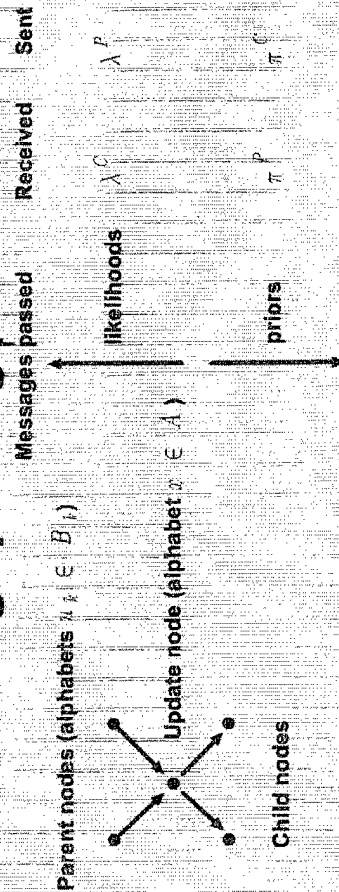 Messages passed Received Sent
Parent nodes (alphabets u_k ∈ B_k)
likelihoods λ^C λ^P
Update node (alphabet x ∈ A)
priors π^P π^C
Child nodes